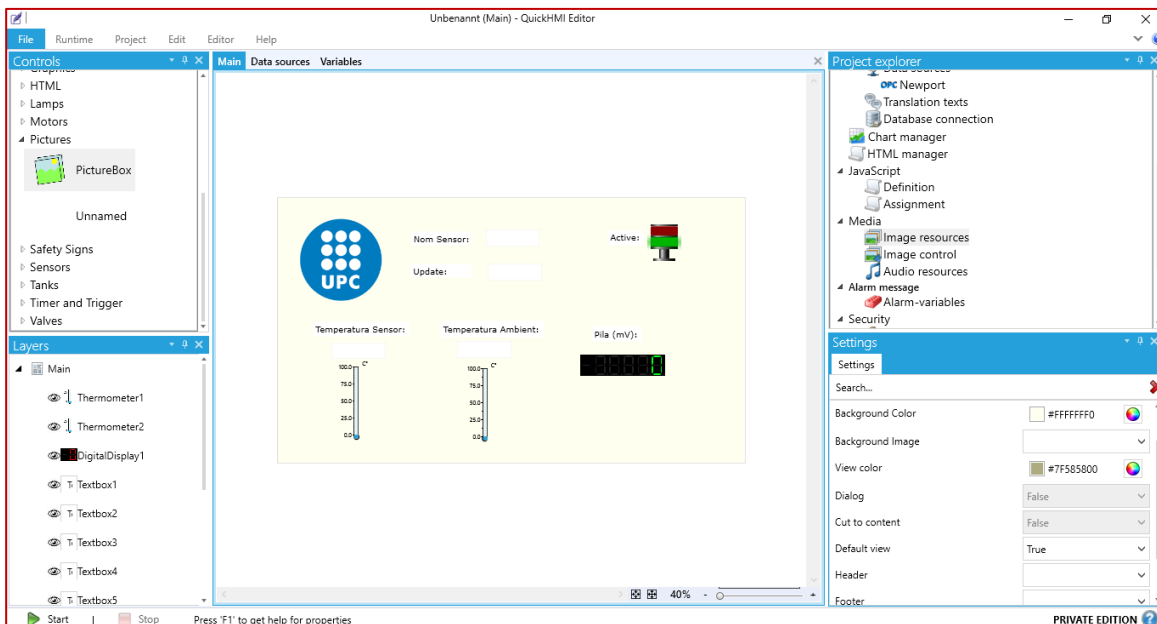 Unbenannt (Main) - QuickHMI Editor
File Runtime Project Edit Editor Help
Controls
Graphics
HTML
Lamps
Motors
Pictures
PictureBox
Unnamed
Safety Signs
Sensors
Tanks
Timer and Trigger
Valves
Layers
Main
Thermometer1
Thermometer2
DigitalDisplay1
Textbox1
Textbox2
Textbox3
Textbox4
Textbox5
Main Data sources Variables
UPC
Nom Sensor:
Update:
Active:
Temperatura Sensor:
Temperatura Ambient:
Pila (mV):
C°
100.0
75.0
50.0
25.0
0.0
C°
100.0
75.0
50.0
25.0
0.0
0
40% - +
Project explorer
Data sources
OPC Newport
Translation texts
Database connection
Chart manager
HTML manager
JavaScript
Definition
Assignment
Media
Image resources
Image control
Audio resources
Alarm message
Alarm-variables
Security
Settings
Settings
Search...
Background Color #FFFFFFF0
Background Image
View color #7F585800
Dialog False
Cut to content False
Default view True
Header
Footer
Start | Stop Press 'F1' to get help for properties PRIVATE EDITION ?